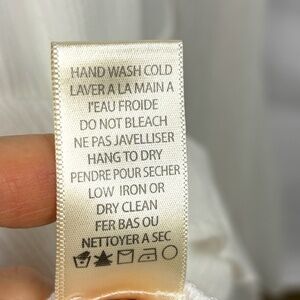 HAND WASH COLD
LAVER A LA MAIN A
l'EAU FROIDE
DO NOT BLEACH
NE PAS JAVELLISER
HANG TO DRY
PENDRE POUR SECHER
LOW IRON OR
DRY CLEAN
FER BAS OU
NETTOYER A SEC